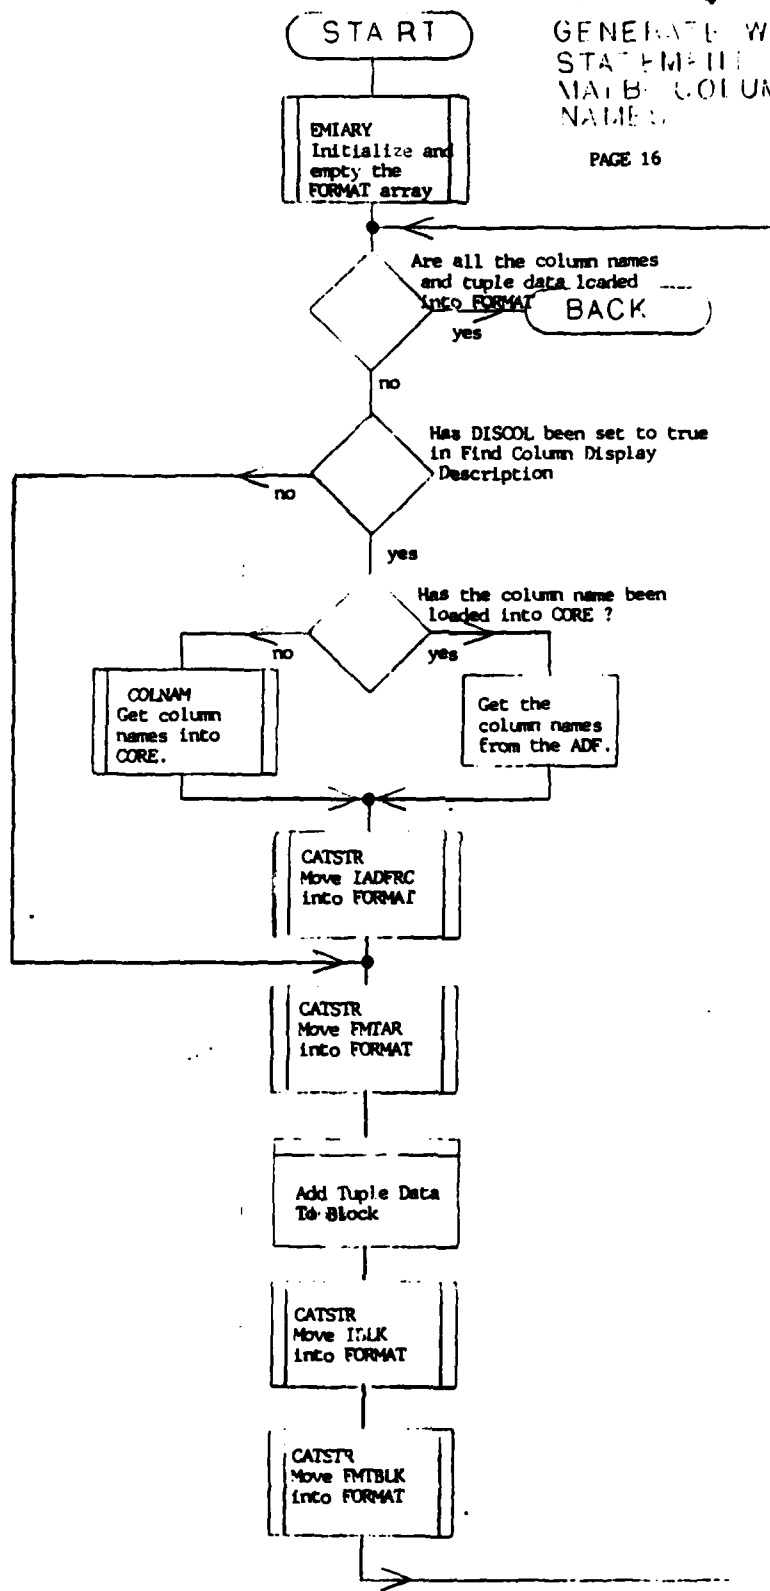 START
GENERATE W
STATEMENT
COLUM
NAMES
PAGE 16
EMIARY
Initialize and
empty the
FORMAT array
Are all the column names
and tuple data loaded
into FORMAT
BACK
yes
no
Has DISCOL been set to true
in Find Column Display
Description
no
yes
Has the column name been
loaded into CORE ?
no
yes
COLNAM
Get column
names into
CORE.
Get the
column names
from the ADF.
CATSTR
Move IADFRC
into FORMAT
CATSTR
Move FMTAR
into FORMAT
Add Tuple Data
To Block
CATSTR
Move IBLK
into FORMAT
CATSTR
Move FMTBLK
into FORMAT